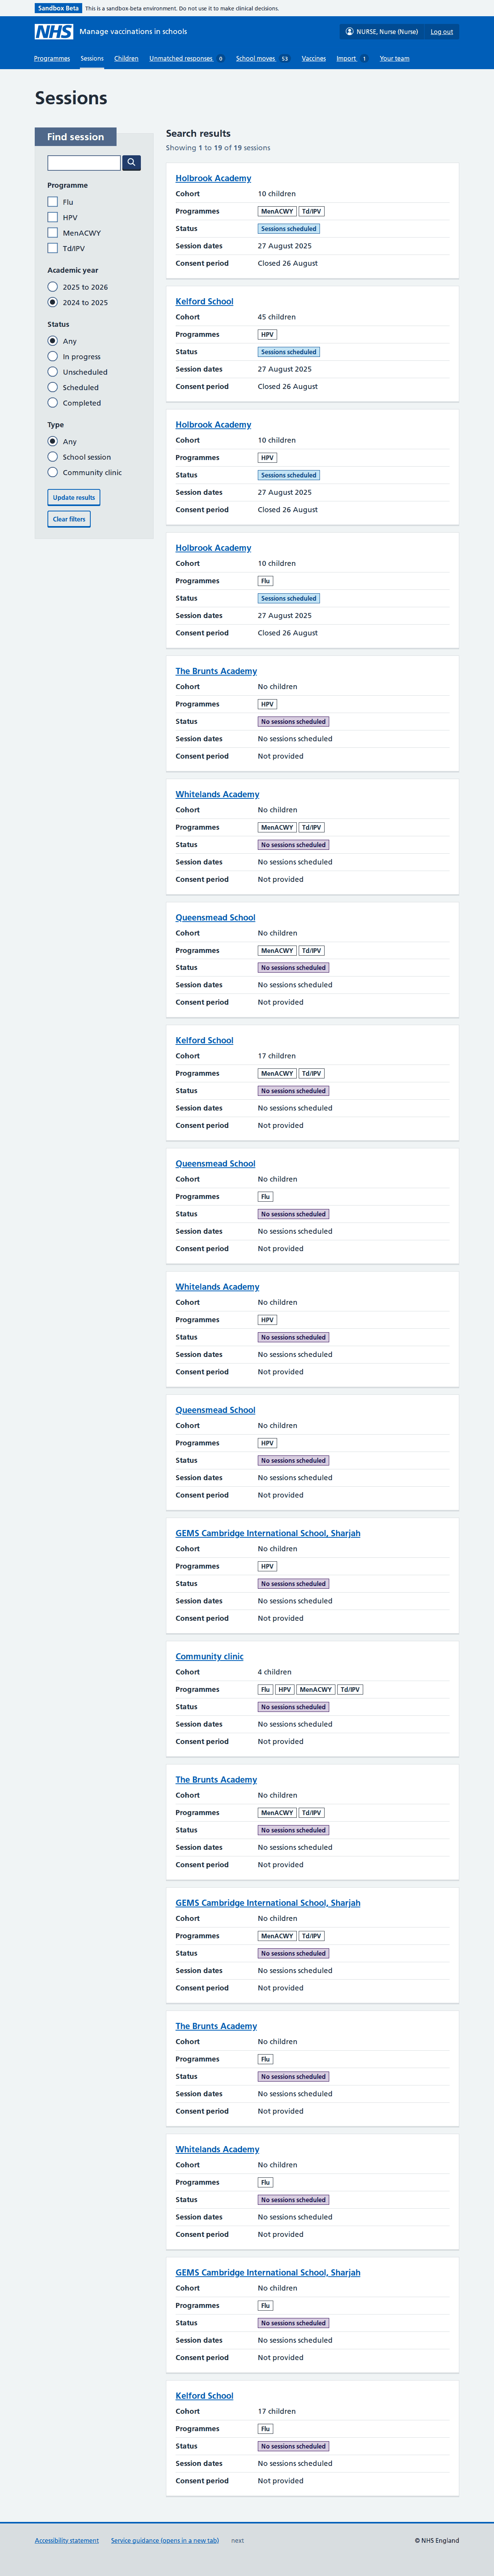 Sandbox Beta This is a sandbox-beta environment. Do not use it to make clinical decisions.
NHS Manage vaccinations in schools
NURSE, Nurse (Nurse) Log out
Programmes Sessions Children Unmatched responses 0 School moves 53 Vaccines Import 1 Your team
Sessions
Find session
Programme
Flu
HPV
MenACWY
Td/IPV
Academic year
2025 to 2026
2024 to 2025
Status
Any
In progress
Unscheduled
Scheduled
Completed
Type
Any
School session
Community clinic
Update results
Clear filters
Search results
Showing 1 to 19 of 19 sessions
Holbrook Academy
Cohort 10 children
Programmes MenACWY Td/IPV
Status Sessions scheduled
Session dates 27 August 2025
Consent period Closed 26 August
Kelford School
Cohort 45 children
Programmes HPV
Status Sessions scheduled
Session dates 27 August 2025
Consent period Closed 26 August
Holbrook Academy
Cohort 10 children
Programmes HPV
Status Sessions scheduled
Session dates 27 August 2025
Consent period Closed 26 August
Holbrook Academy
Cohort 10 children
Programmes Flu
Status Sessions scheduled
Session dates 27 August 2025
Consent period Closed 26 August
The Brunts Academy
Cohort No children
Programmes HPV
Status No sessions scheduled
Session dates No sessions scheduled
Consent period Not provided
Whitelands Academy
Cohort No children
Programmes MenACWY Td/IPV
Status No sessions scheduled
Session dates No sessions scheduled
Consent period Not provided
Queensmead School
Cohort No children
Programmes MenACWY Td/IPV
Status No sessions scheduled
Session dates No sessions scheduled
Consent period Not provided
Kelford School
Cohort 17 children
Programmes MenACWY Td/IPV
Status No sessions scheduled
Session dates No sessions scheduled
Consent period Not provided
Queensmead School
Cohort No children
Programmes Flu
Status No sessions scheduled
Session dates No sessions scheduled
Consent period Not provided
Whitelands Academy
Cohort No children
Programmes HPV
Status No sessions scheduled
Session dates No sessions scheduled
Consent period Not provided
Queensmead School
Cohort No children
Programmes HPV
Status No sessions scheduled
Session dates No sessions scheduled
Consent period Not provided
GEMS Cambridge International School, Sharjah
Cohort No children
Programmes HPV
Status No sessions scheduled
Session dates No sessions scheduled
Consent period Not provided
Community clinic
Cohort 4 children
Programmes Flu HPV MenACWY Td/IPV
Status No sessions scheduled
Session dates No sessions scheduled
Consent period Not provided
The Brunts Academy
Cohort No children
Programmes MenACWY Td/IPV
Status No sessions scheduled
Session dates No sessions scheduled
Consent period Not provided
GEMS Cambridge International School, Sharjah
Cohort No children
Programmes MenACWY Td/IPV
Status No sessions scheduled
Session dates No sessions scheduled
Consent period Not provided
The Brunts Academy
Cohort No children
Programmes Flu
Status No sessions scheduled
Session dates No sessions scheduled
Consent period Not provided
Whitelands Academy
Cohort No children
Programmes Flu
Status No sessions scheduled
Session dates No sessions scheduled
Consent period Not provided
GEMS Cambridge International School, Sharjah
Cohort No children
Programmes Flu
Status No sessions scheduled
Session dates No sessions scheduled
Consent period Not provided
Kelford School
Cohort 17 children
Programmes Flu
Status No sessions scheduled
Session dates No sessions scheduled
Consent period Not provided
Accessibility statement Service guidance (opens in a new tab) next © NHS England